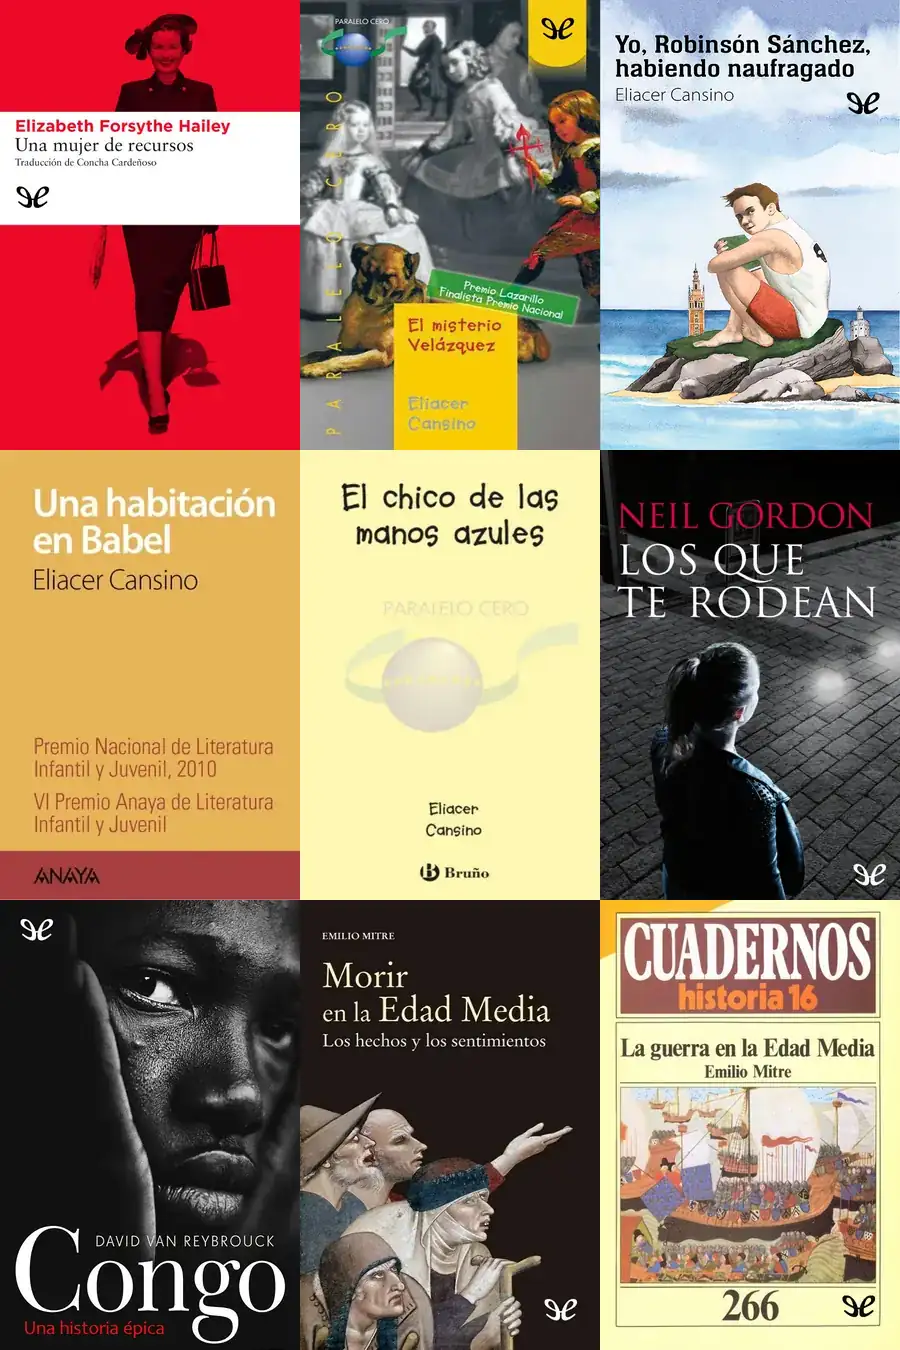 Elizabeth Forsythe Hailey
Una mujer de recursos
Traducción de Concha Cardeñoso
PARALELO CERO
PARALELO CERO
Premio Lazarillo
Finalista Premio Nacional
El misterio
Velázquez
Eliacer
Cansino
Yo, Robinsón Sánchez,
habiendo naufragado
Eliacer Cansino
Una habitación
en Babel
Eliacer Cansino
Premio Nacional de Literatura
Infantil y Juvenil, 2010
VI Premio Anaya de Literatura
Infantil y Juvenil
ANAYA
El chico de las
manos azules
PARALELO CERO
Eliacer
Cansino
Bruño
NEIL GORDON
LOS QUE
TE RODEAN
DAVID VAN REYBROUCK
Congo
Una historia épica
EMILIO MITRE
Morir
en la Edad Media
Los hechos y los sentimientos
CUADERNOS
historia 16
La guerra en la Edad Media
Emilio Mitre
266